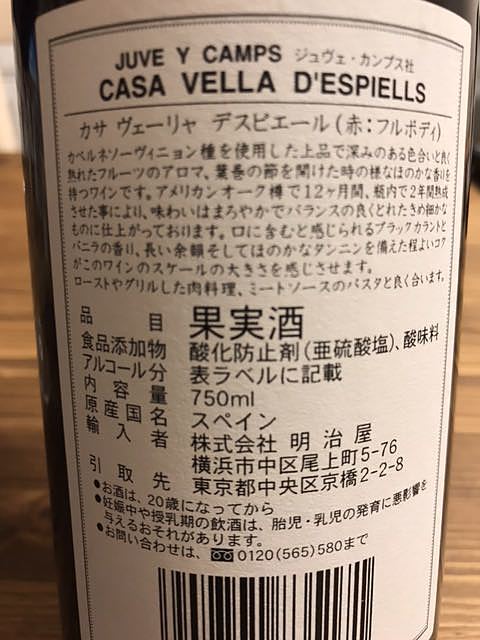 JUVE Y CAMPS ジュヴェ・カンプス社
CASA VELLA D'ESPIELLS
カサ ヴェーリャ デスピエール(赤：フルボディ)
カベルネソーヴィニョン種を使用した上品で深みのある色合いと良く
熟れたフルーツのアロマ、葉巻の節を開けた時の様なほのかな香りを
持つワインです。アメリカンオーク樽で12ヶ月間、瓶内で2年間熟成
させた事により、味わいはまろやかでバランスの良くとれたきめ細かな
ものに仕上がっております。口に含むと感じられるブラックカラントと
バニラの香り、長い余韻そしてほのかなタンニンを備えた程よいコク
がこのワインのスケールの大きさを感じさせます。
ローストやグリルした肉料理、ミートソースのパスタと良く合います。
品目 果実酒
食品添加物 酸化防止剤(亜硫酸塩)、酸味料
アルコール分 表ラベルに記載
内容量 750ml
原産国名 スペイン
輸入者 株式会社 明治屋
横浜市中区尾上町5-76
引取先 東京都中央区京橋2-2-8
●お酒は、20歳になってから
●妊娠中や授乳期の飲酒は、胎児・乳児の発育に悪影響を
与えるおそれがあります。
●お問い合わせは、0120(565)580まで